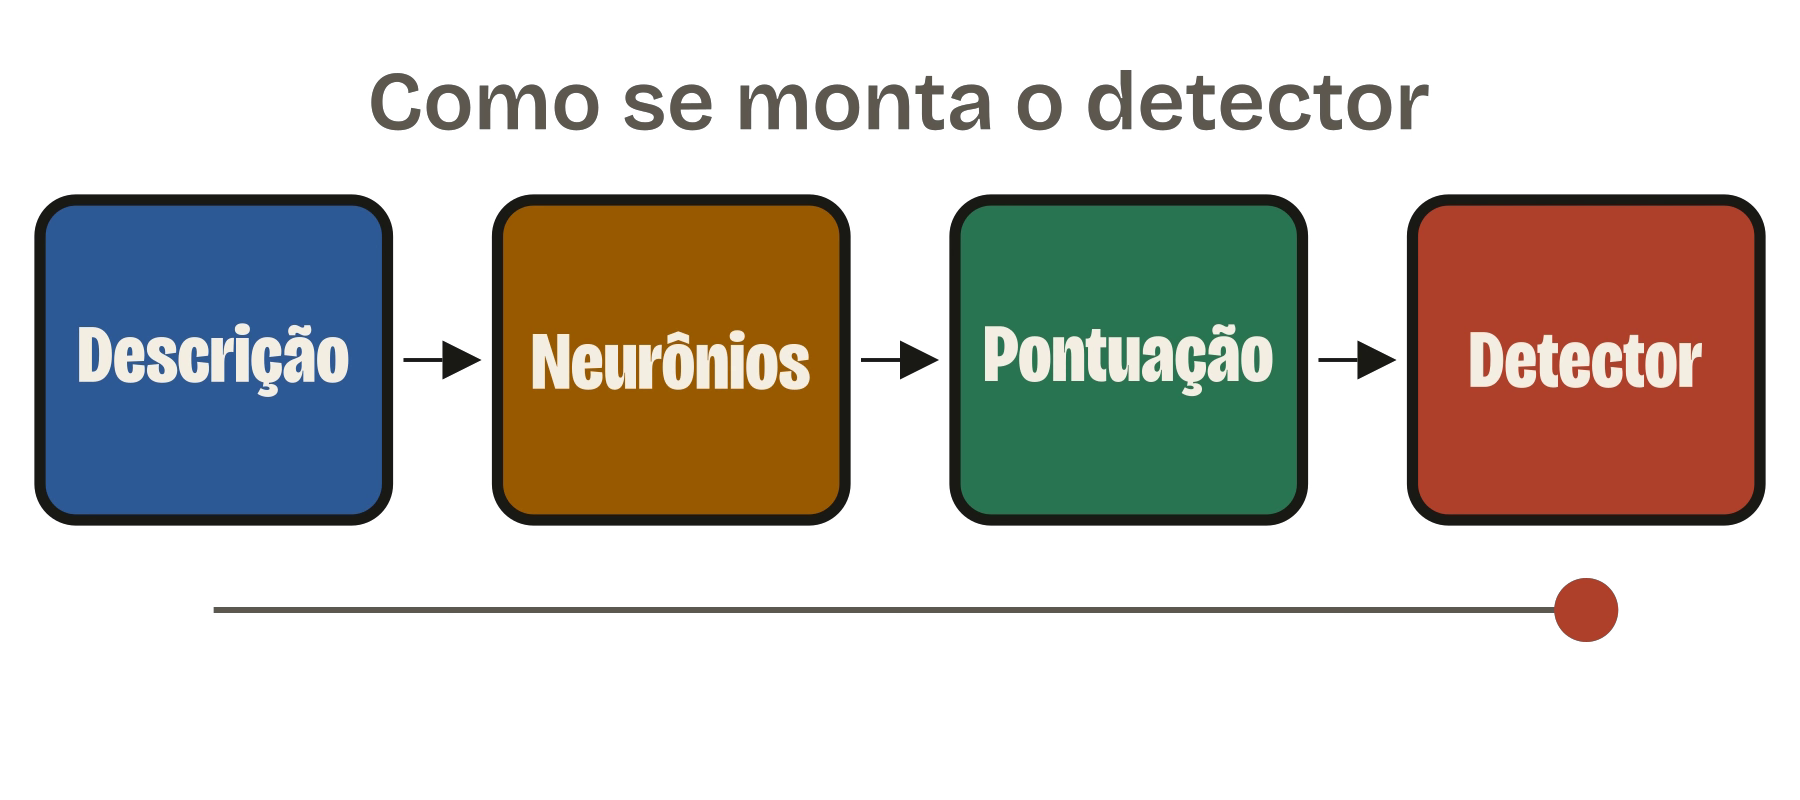 Como se monta o detector
Descrição
Neurônios
Pontuação
Detector